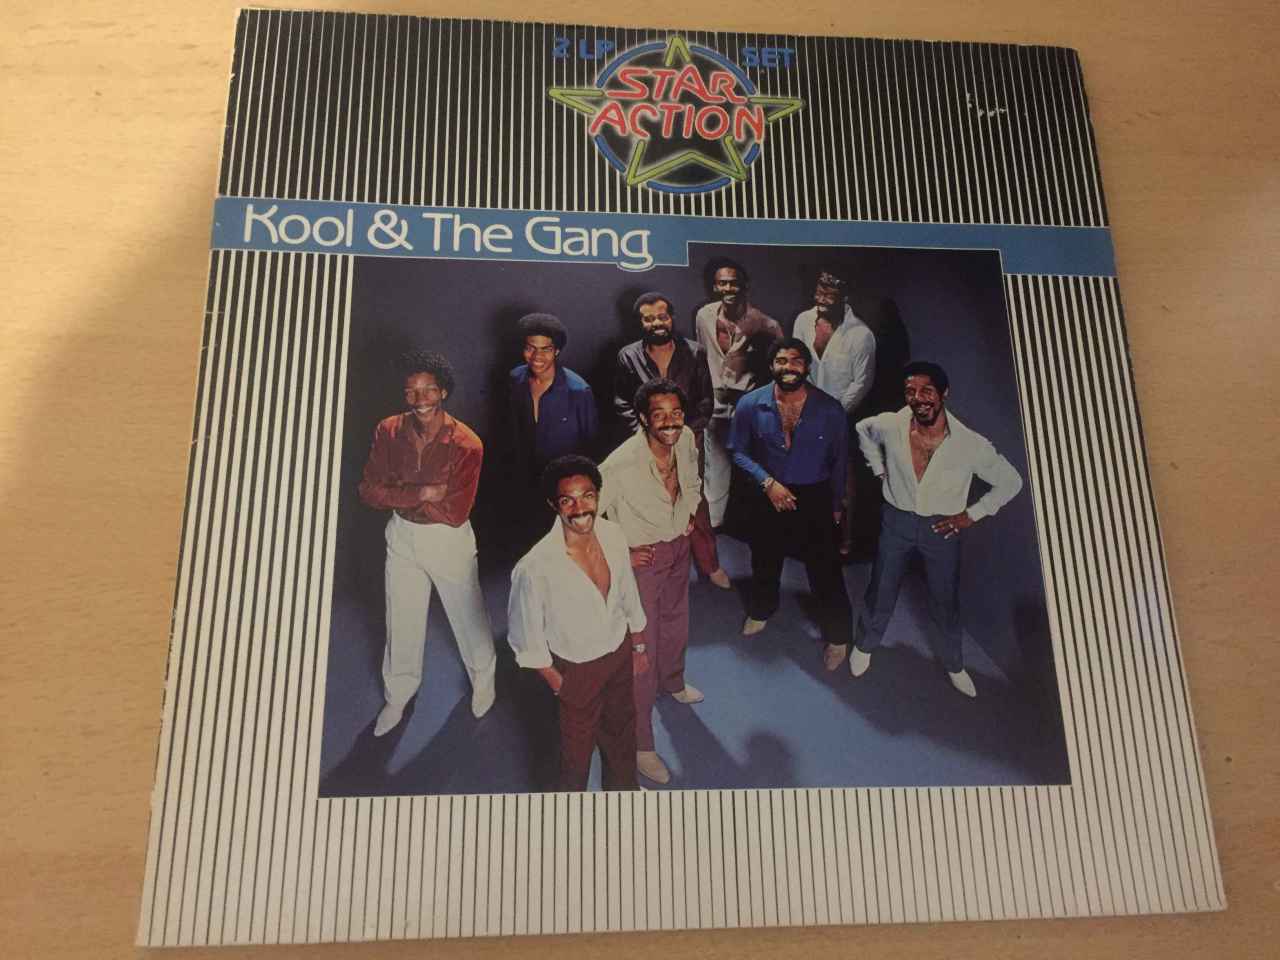 2 LP SET
STAR
ACTION
Kool & The Gang